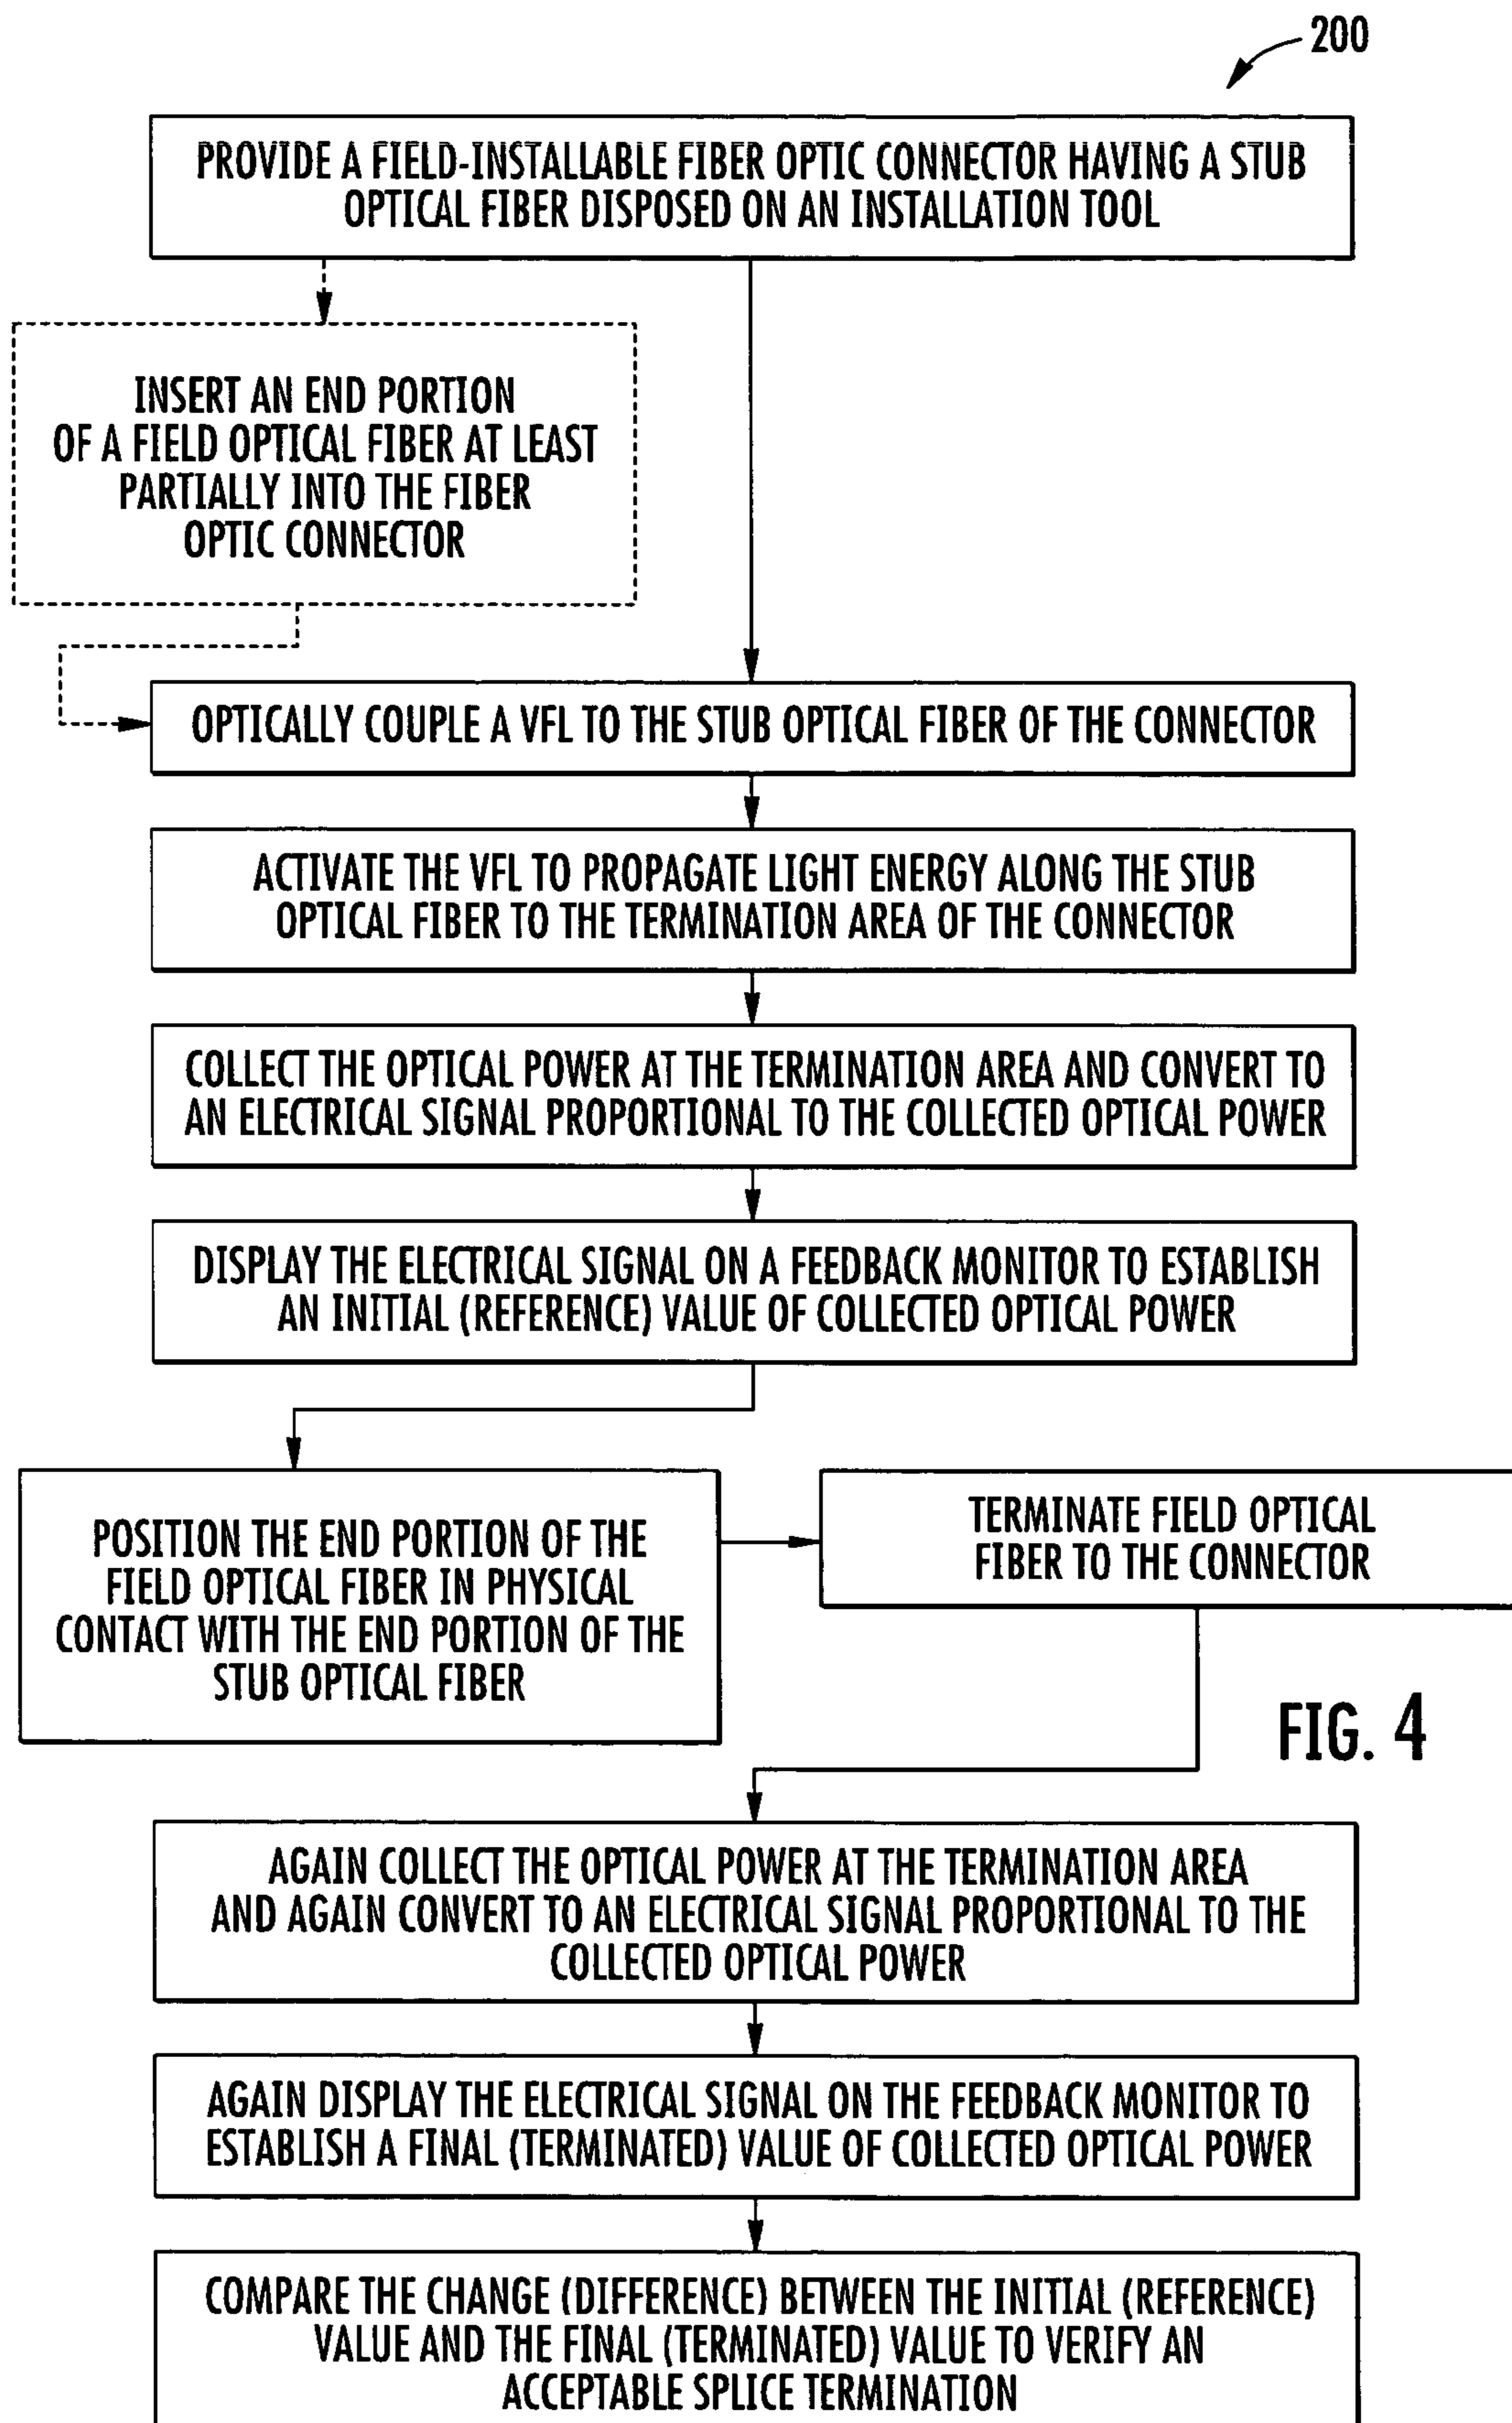 200
PROVIDE A FIELD-INSTALLABLE FIBER OPTIC CONNECTOR HAVING A STUB
OPTICAL FIBER DISPOSED ON AN INSTALLATION TOOL
INSERT AN END PORTION
OF A FIELD OPTICAL FIBER AT LEAST
PARTIALLY INTO THE FIBER
OPTIC CONNECTOR
OPTICALLY COUPLE A VFL TO THE STUB OPTICAL FIBER OF THE CONNECTOR
ACTIVATE THE VFL TO PROPAGATE LIGHT ENERGY ALONG THE STUB
OPTICAL FIBER TO THE TERMINATION AREA OF THE CONNECTOR
COLLECT THE OPTICAL POWER AT THE TERMINATION AREA AND CONVERT TO
AN ELECTRICAL SIGNAL PROPORTIONAL TO THE COLLECTED OPTICAL POWER
DISPLAY THE ELECTRICAL SIGNAL ON A FEEDBACK MONITOR TO ESTABLISH
AN INITIAL (REFERENCE) VALUE OF COLLECTED OPTICAL POWER
POSITION THE END PORTION OF THE
FIELD OPTICAL FIBER IN PHYSICAL
CONTACT WITH THE END PORTION OF THE
STUB OPTICAL FIBER
TERMINATE FIELD OPTICAL
FIBER TO THE CONNECTOR
FIG. 4
AGAIN COLLECT THE OPTICAL POWER AT THE TERMINATION AREA
AND AGAIN CONVERT TO AN ELECTRICAL SIGNAL PROPORTIONAL TO THE
COLLECTED OPTICAL POWER
AGAIN DISPLAY THE ELECTRICAL SIGNAL ON THE FEEDBACK MONITOR TO
ESTABLISH A FINAL (TERMINATED) VALUE OF COLLECTED OPTICAL POWER
COMPARE THE CHANGE (DIFFERENCE) BETWEEN THE INITIAL (REFERENCE)
VALUE AND THE FINAL (TERMINATED) VALUE TO VERIFY AN
ACCEPTABLE SPLICE TERMINATION